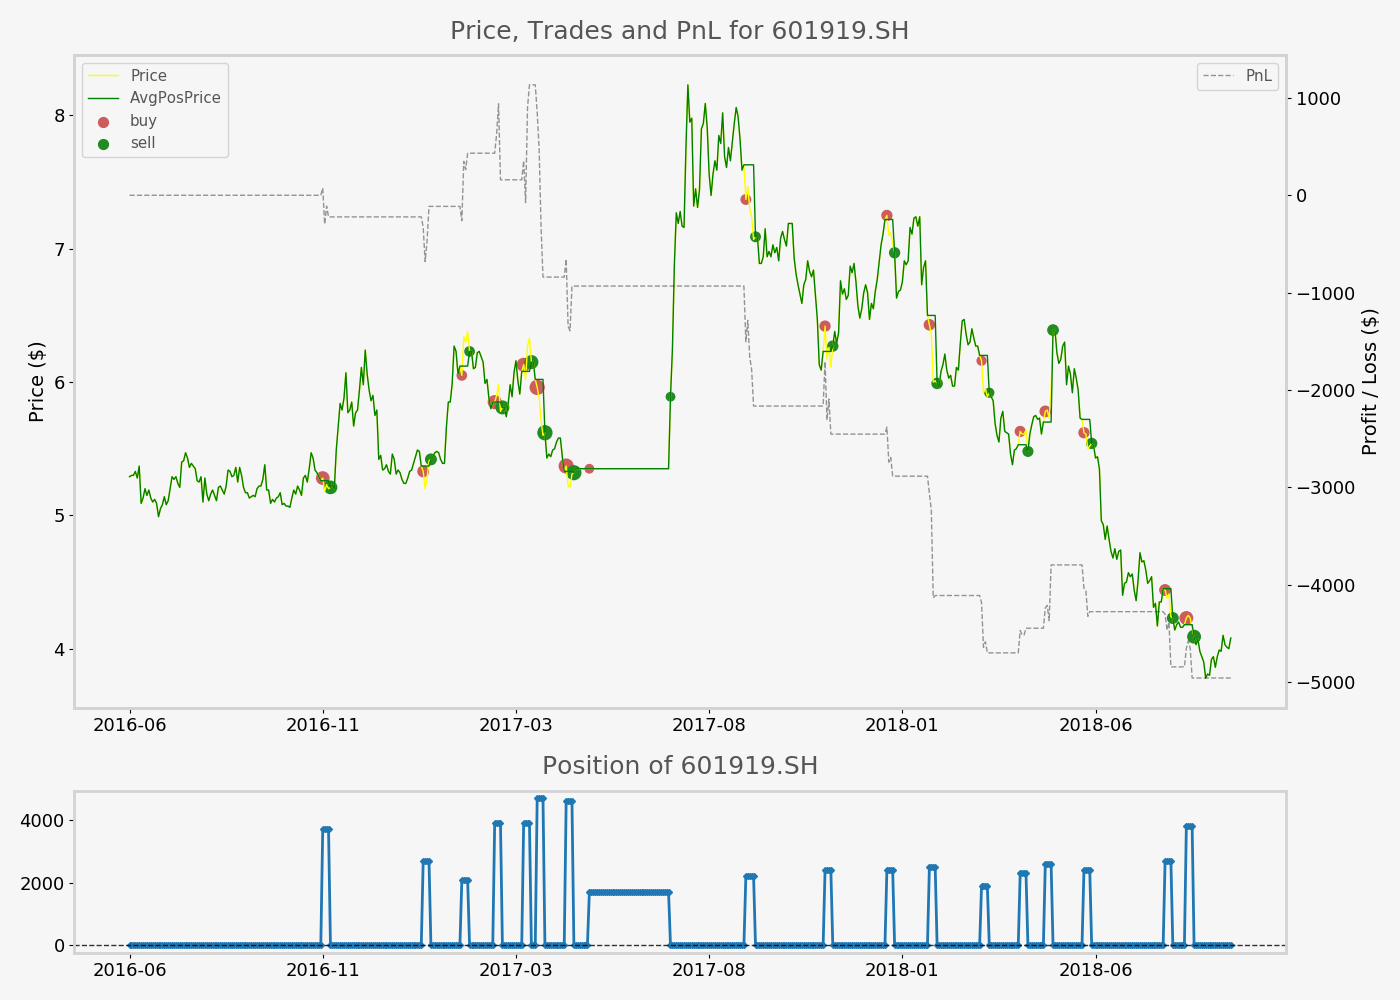 Price, Trades and PnL for 601919.SH
Price
AvgPosPrice
buy
sell
PnL
Price ($)
8
7
6
5
4
1000
0
−1000
−2000
−3000
−4000
−5000
Profit / Loss ($)
2016-06 2016-11 2017-03 2017-08 2018-01 2018-06
Position of 601919.SH
4000
2000
0
2016-06 2016-11 2017-03 2017-08 2018-01 2018-06